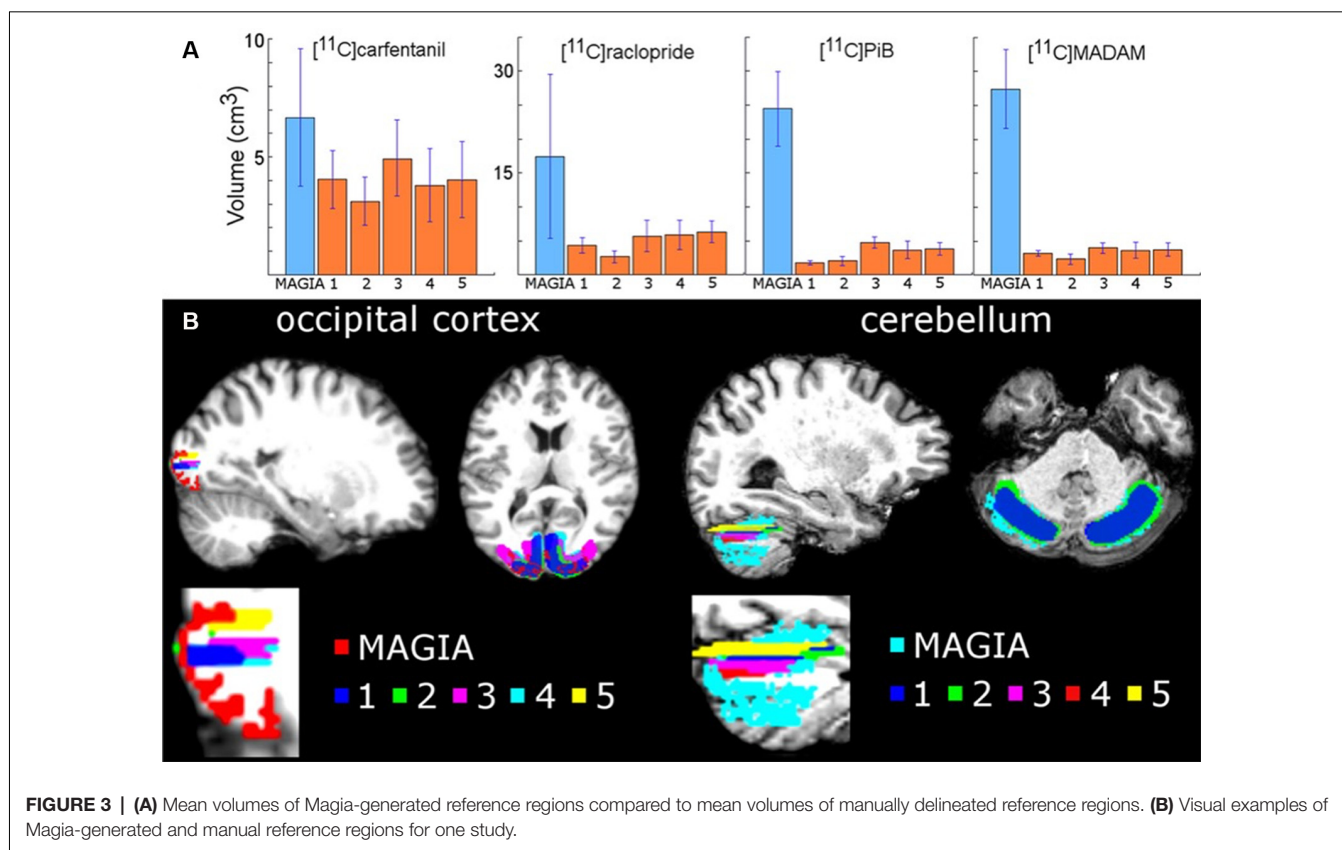 A
[¹¹C]carfentanil
[¹¹C]raclopride
[¹¹C]PiB
[¹¹C]MADAM
Volume (cm³)
10
5
30
15
MAGIA 1 2 3 4 5
MAGIA 1 2 3 4 5
MAGIA 1 2 3 4 5
MAGIA 1 2 3 4 5
B
occipital cortex
cerebellum
MAGIA
1 2 3 4 5
MAGIA
1 2 3 4 5
FIGURE 3 | (A) Mean volumes of Magia-generated reference regions compared to mean volumes of manually delineated reference regions. (B) Visual examples of
Magia-generated and manual reference regions for one study.